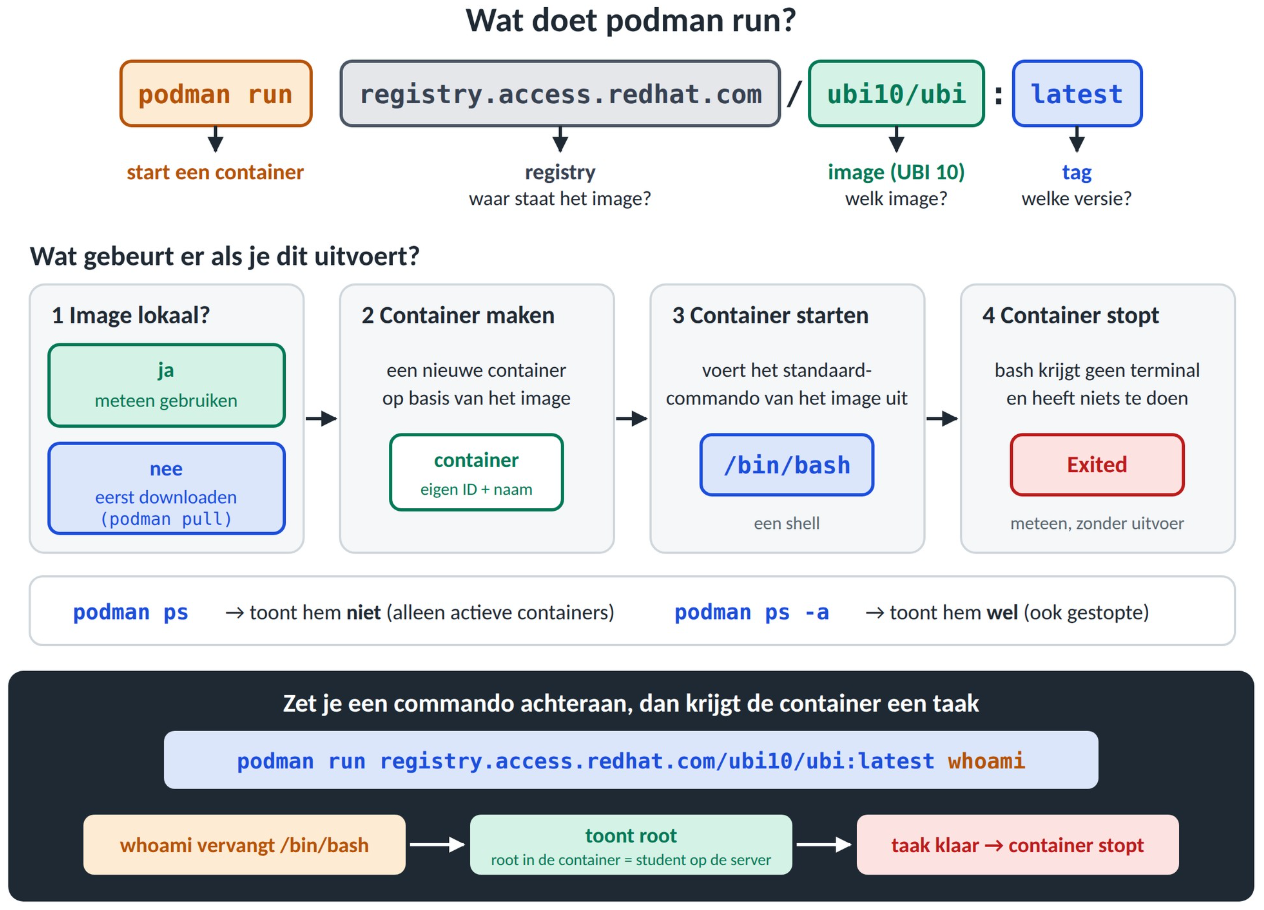 Wat doet podman run?
podman run registry.access.redhat.com / ubi10/ubi : latest
start een container
registry
waar staat het image?
image (UBI 10)
welk image?
tag
welke versie?
Wat gebeurt er als je dit uitvoert?
1 Image lokaal?
ja
meteen gebruiken
nee
eerst downloaden
(podman pull)
2 Container maken
een nieuwe container
op basis van het image
container
eigen ID + naam
3 Container starten
voert het standaard-
commando van het image uit
/bin/bash
een shell
4 Container stopt
bash krijgt geen terminal
en heeft niets te doen
Exited
meteen, zonder uitvoer
podman ps → toont hem niet (alleen actieve containers) podman ps -a → toont hem wel (ook gestopte)
Zet je een commando achteraan, dan krijgt de container een taak
podman run registry.access.redhat.com/ubi10/ubi:latest whoami
whoami vervangt /bin/bash
toont root
root in de container = student op de server
taak klaar → container stopt